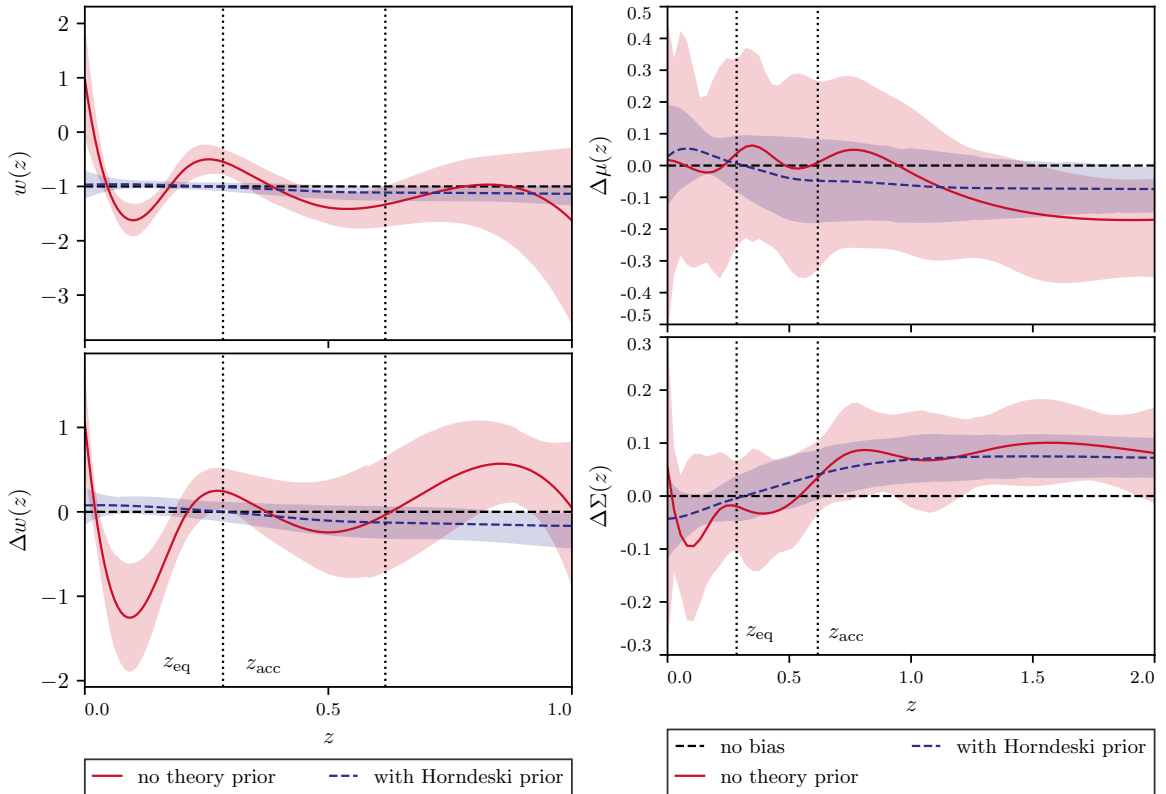 2
1
0
−1
−2
−3
w(z)
1
0
−1
−2
Δw(z)
z_eq
z_acc
0.0
0.5
1.0
z
no theory prior
with Horndeski prior
0.5
0.4
0.3
0.2
0.1
0.0
-0.1
-0.2
-0.3
-0.4
-0.5
Δμ(z)
0.3
0.2
0.1
0.0
-0.1
-0.2
-0.3
ΔΣ(z)
z_eq
z_acc
0.0
0.5
1.0
1.5
2.0
z
no bias
with Horndeski prior
no theory prior